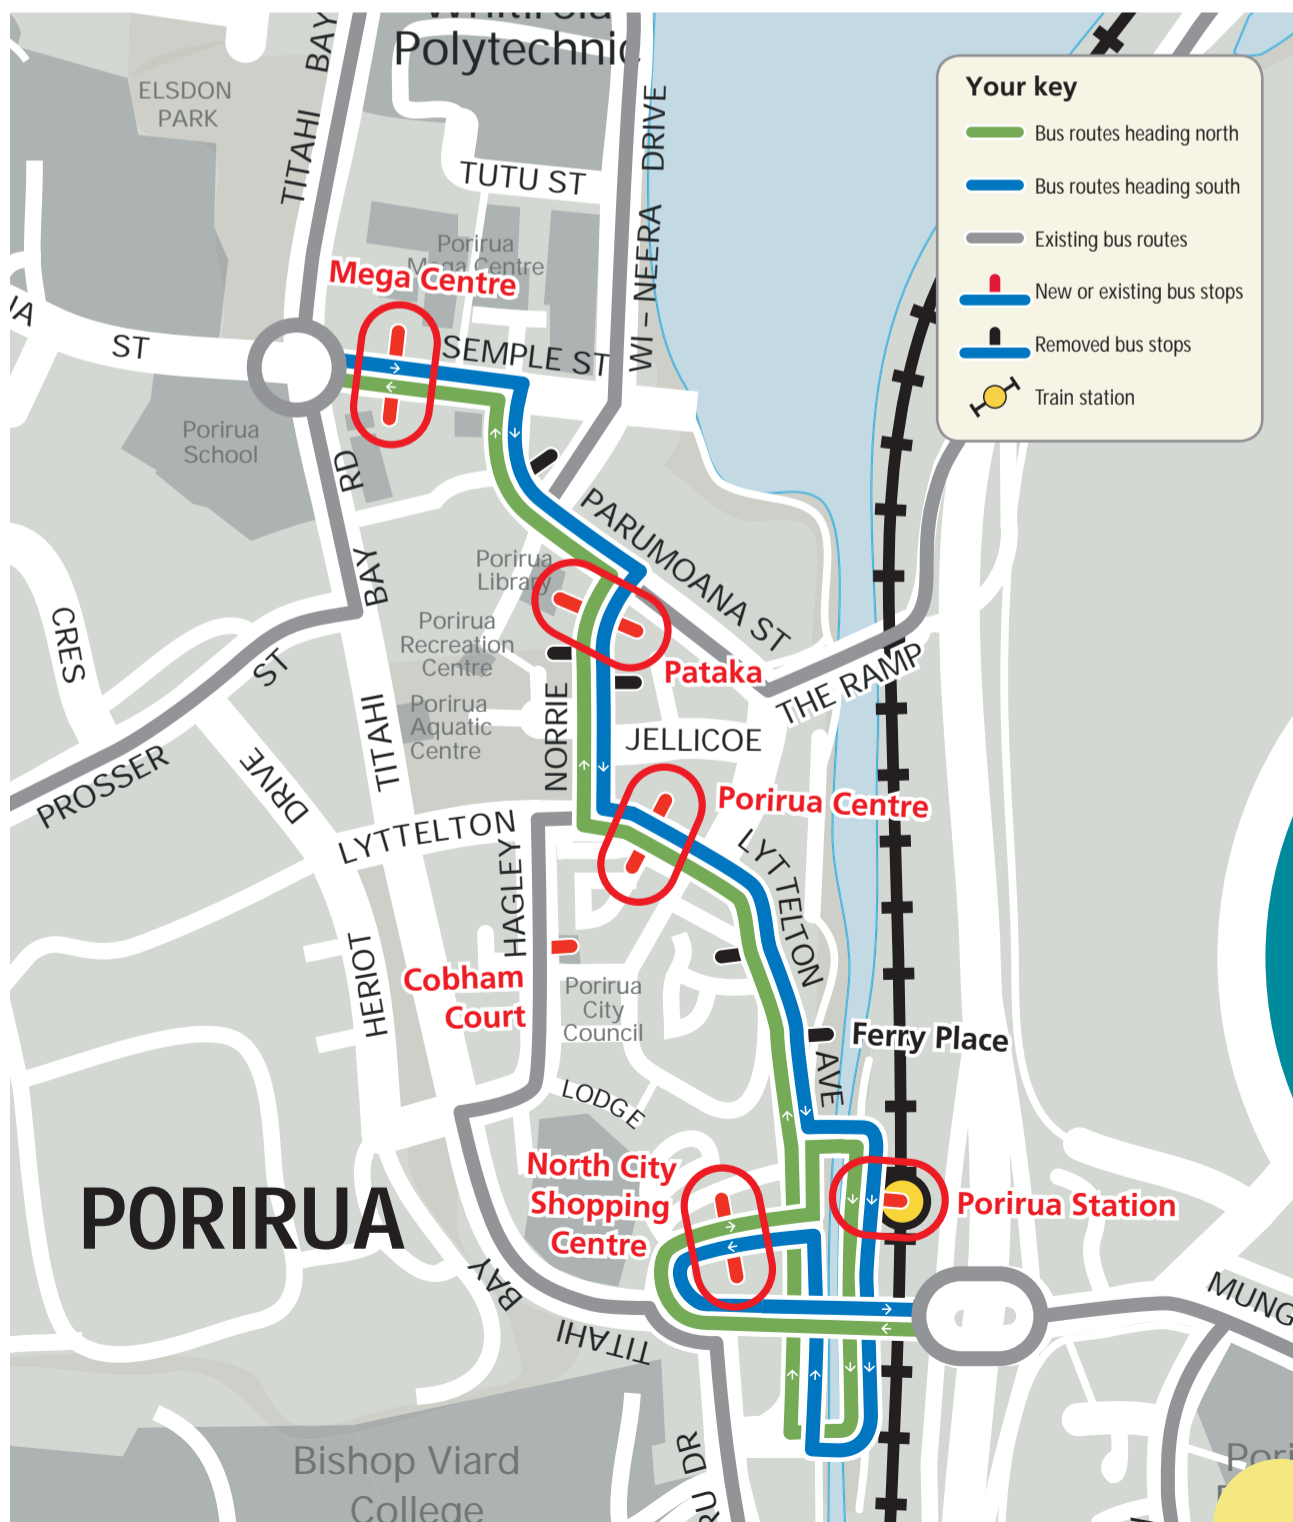 Polytechnic
ELSDON
PARK
TITAHI BAY
WI – NEERA DRIVE
TUTU ST
Your key
Bus routes heading north
Bus routes heading south
Existing bus routes
New or existing bus stops
Removed bus stops
Train station
Porirua
Mega Centre
Mega Centre
ST
SEMPLE ST
Porirua
School
RD
BAY
TITAHI
PARUMOANA ST
Porirua
Library
Porirua
Recreation
Centre
Porirua
Aquatic
Centre
Pataka
THE RAMP
CRES
PROSSER
ST
DRIVE
NORRIE
JELLICOE
Porirua Centre
LYTTELTON
HAGLEY
LYTTELTON
AVE
HERIOT
Cobham
Court
Porirua
City
Council
Ferry Place
LODGE
North City
Shopping
Centre
Porirua Station
PORIRUA
BAY
TITAHI
MUNG
RU DR
Bishop Viard
College
Pori